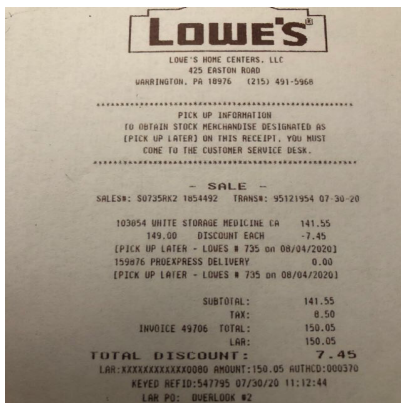 LOWE'S®
LOWE'S HOME CENTERS, LLC
425 EASTON ROAD
WARRINGTON, PA 18976 (215) 491-5968
PICK UP INFORMATION
TO OBTAIN STOCK MERCHANDISE DESIGNATED AS
[PICK UP LATER] ON THIS RECEIPT, YOU MUST
COME TO THE CUSTOMER SERVICE DESK.
- SALE -
SALES#: S0735RK2 1854492 TRANS#: 95121954 07-30-20
103054 WHITE STORAGE MEDICINE CA 141.55
149.00 DISCOUNT EACH -7.45
[PICK UP LATER - LOWES # 735 on 08/04/2020]
159876 PROEXPRESS DELIVERY 0.00
[PICK UP LATER - LOWES # 735 on 08/04/2020]
SUBTOTAL: 141.55
TAX: 8.50
INVOICE 49706 TOTAL: 150.05
LAR: 150.05
TOTAL DISCOUNT: 7.45
LAR:XXXXXXXXXXXX0080 AMOUNT:150.05 AUTHCD:000370
KEYED REFID:547795 07/30/20 11:12:44
LAR PO: OVERLOOK #2